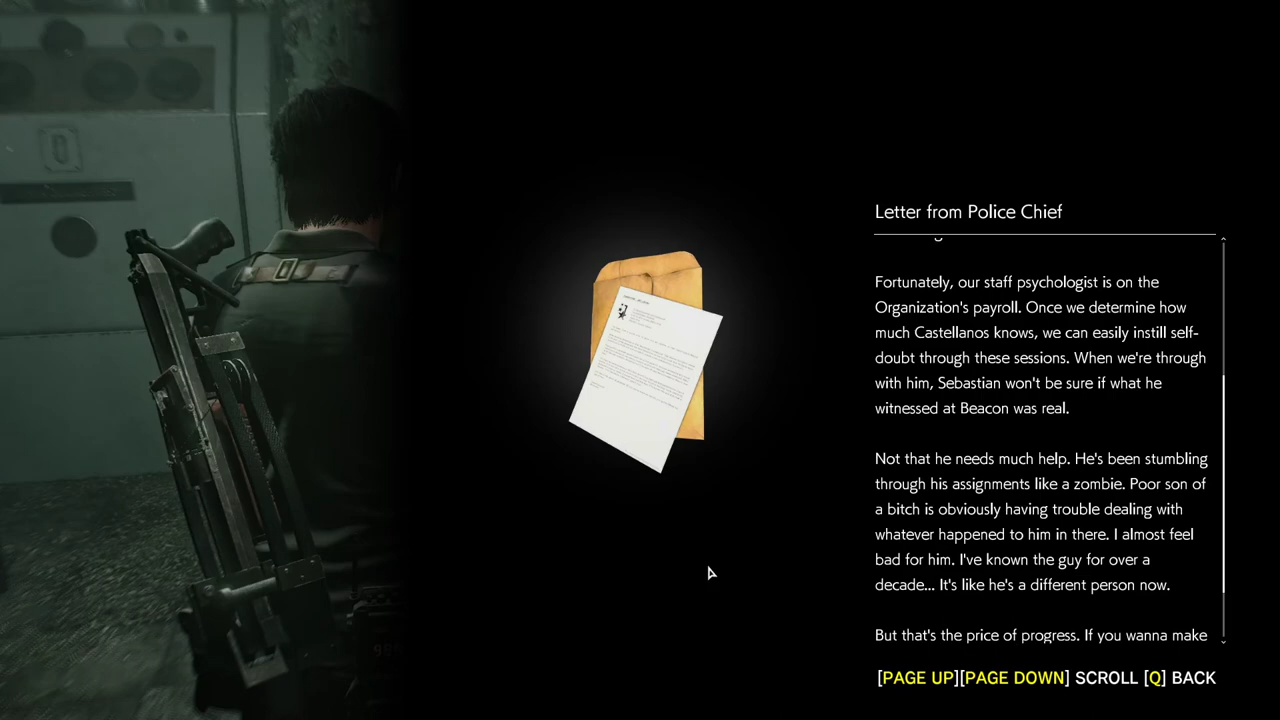 Letter from Police Chief
Fortunately, our staff psychologist is on the
Organization's payroll. Once we determine how
much Castellanos knows, we can easily instill self-
doubt through these sessions. When we're through
with him, Sebastian won't be sure if what he
witnessed at Beacon was real.
Not that he needs much help. He's been stumbling
through his assignments like a zombie. Poor son of
a bitch is obviously having trouble dealing with
whatever happened to him in there. I almost feel
bad for him. I've known the guy for over a
decade... It's like he's a different person now.
But that's the price of progress. If you wanna make
[PAGE UP][PAGE DOWN] SCROLL [Q] BACK